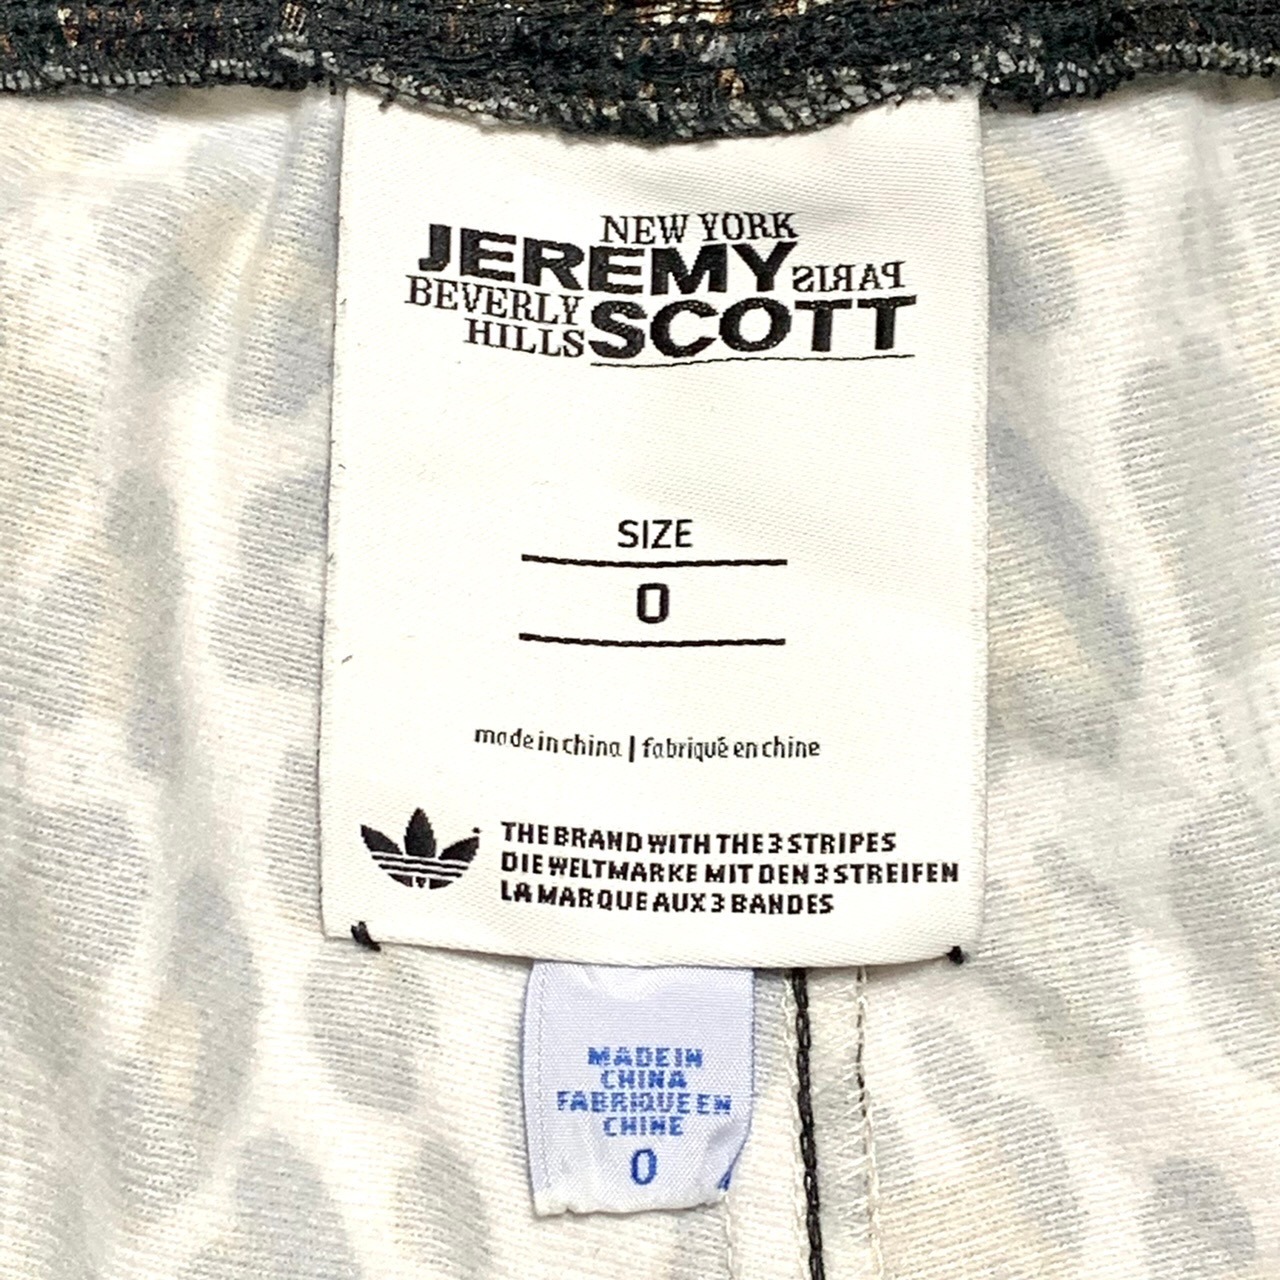 NEW YORK
JEREMY PARIS
BEVERLY
HILLS SCOTT
SIZE
0
made in china | fabriqué en chine
THE BRAND WITH THE 3 STRIPES
DIE WELTMARKE MIT DEN 3 STREIFEN
LA MARQUE AUX 3 BANDES
MADE IN
CHINA
FABRIQUE EN
CHINE
0